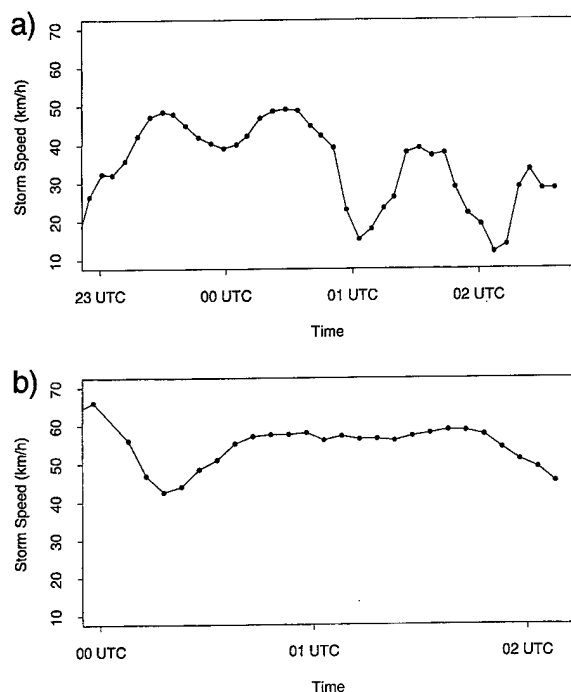 a)
70
60
50
40
30
20
10
Storm Speed (km/h)
23 UTC 00 UTC 01 UTC 02 UTC
Time
b)
70
60
50
40
30
20
10
Storm Speed (km/h)
00 UTC 01 UTC 02 UTC
Time